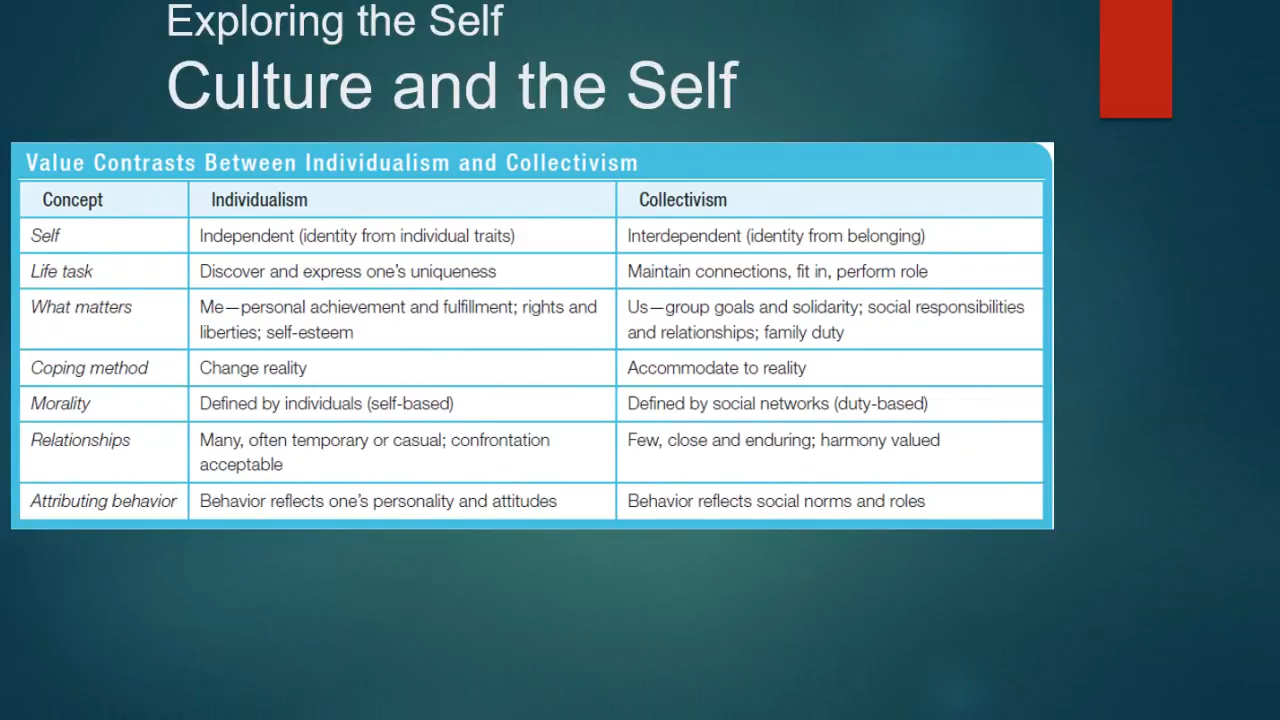 Exploring the Self
Culture and the Self
Value Contrasts Between Individualism and Collectivism
Concept Individualism Collectivism
Self Independent (identity from individual traits) Interdependent (identity from belonging)
Life task Discover and express one’s uniqueness Maintain connections, fit in, perform role
What matters Me—personal achievement and fulfillment; rights and Us—group goals and solidarity; social responsibilities
liberties; self-esteem and relationships; family duty
Coping method Change reality Accommodate to reality
Morality Defined by individuals (self-based) Defined by social networks (duty-based)
Relationships Many, often temporary or casual; confrontation Few, close and enduring; harmony valued
acceptable
Attributing behavior Behavior reflects one’s personality and attitudes Behavior reflects social norms and roles